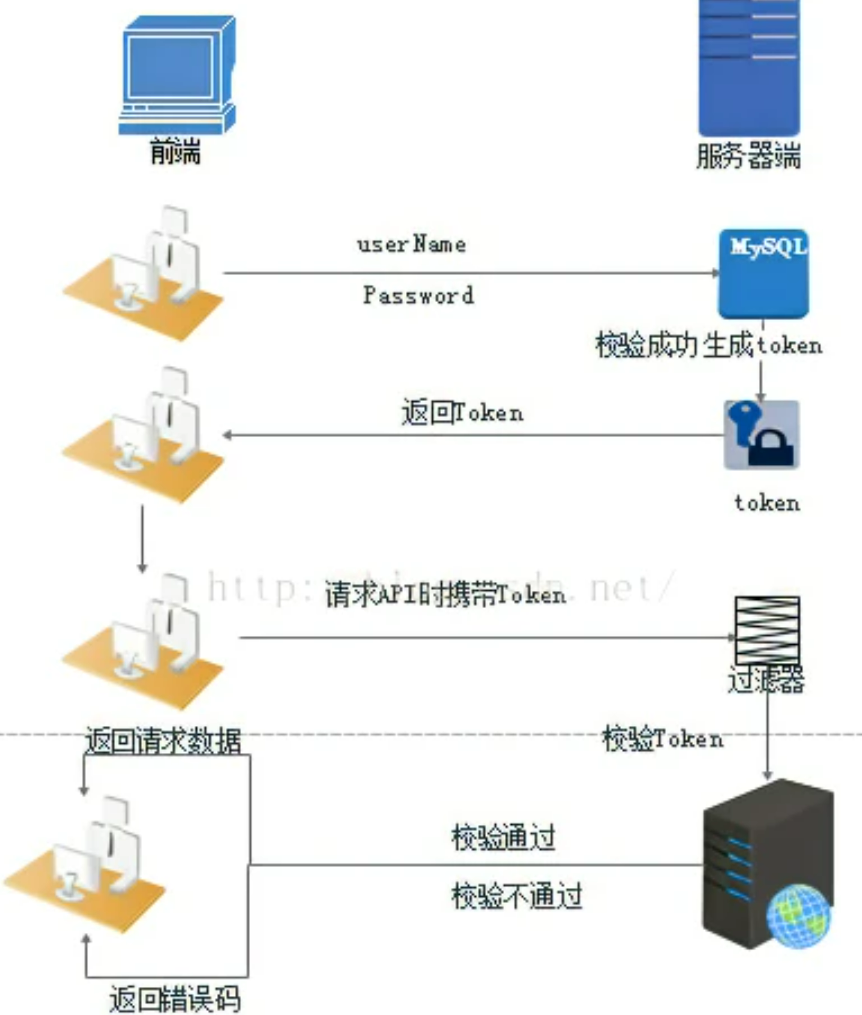 前端
服务器端
userName
MySQL
Password
校验成功生成token
返回Token
token
http://blog.csdn.net/
请求API时携带Token
过滤器
返回请求数据
校验Token
校验通过
校验不通过
返回错误码